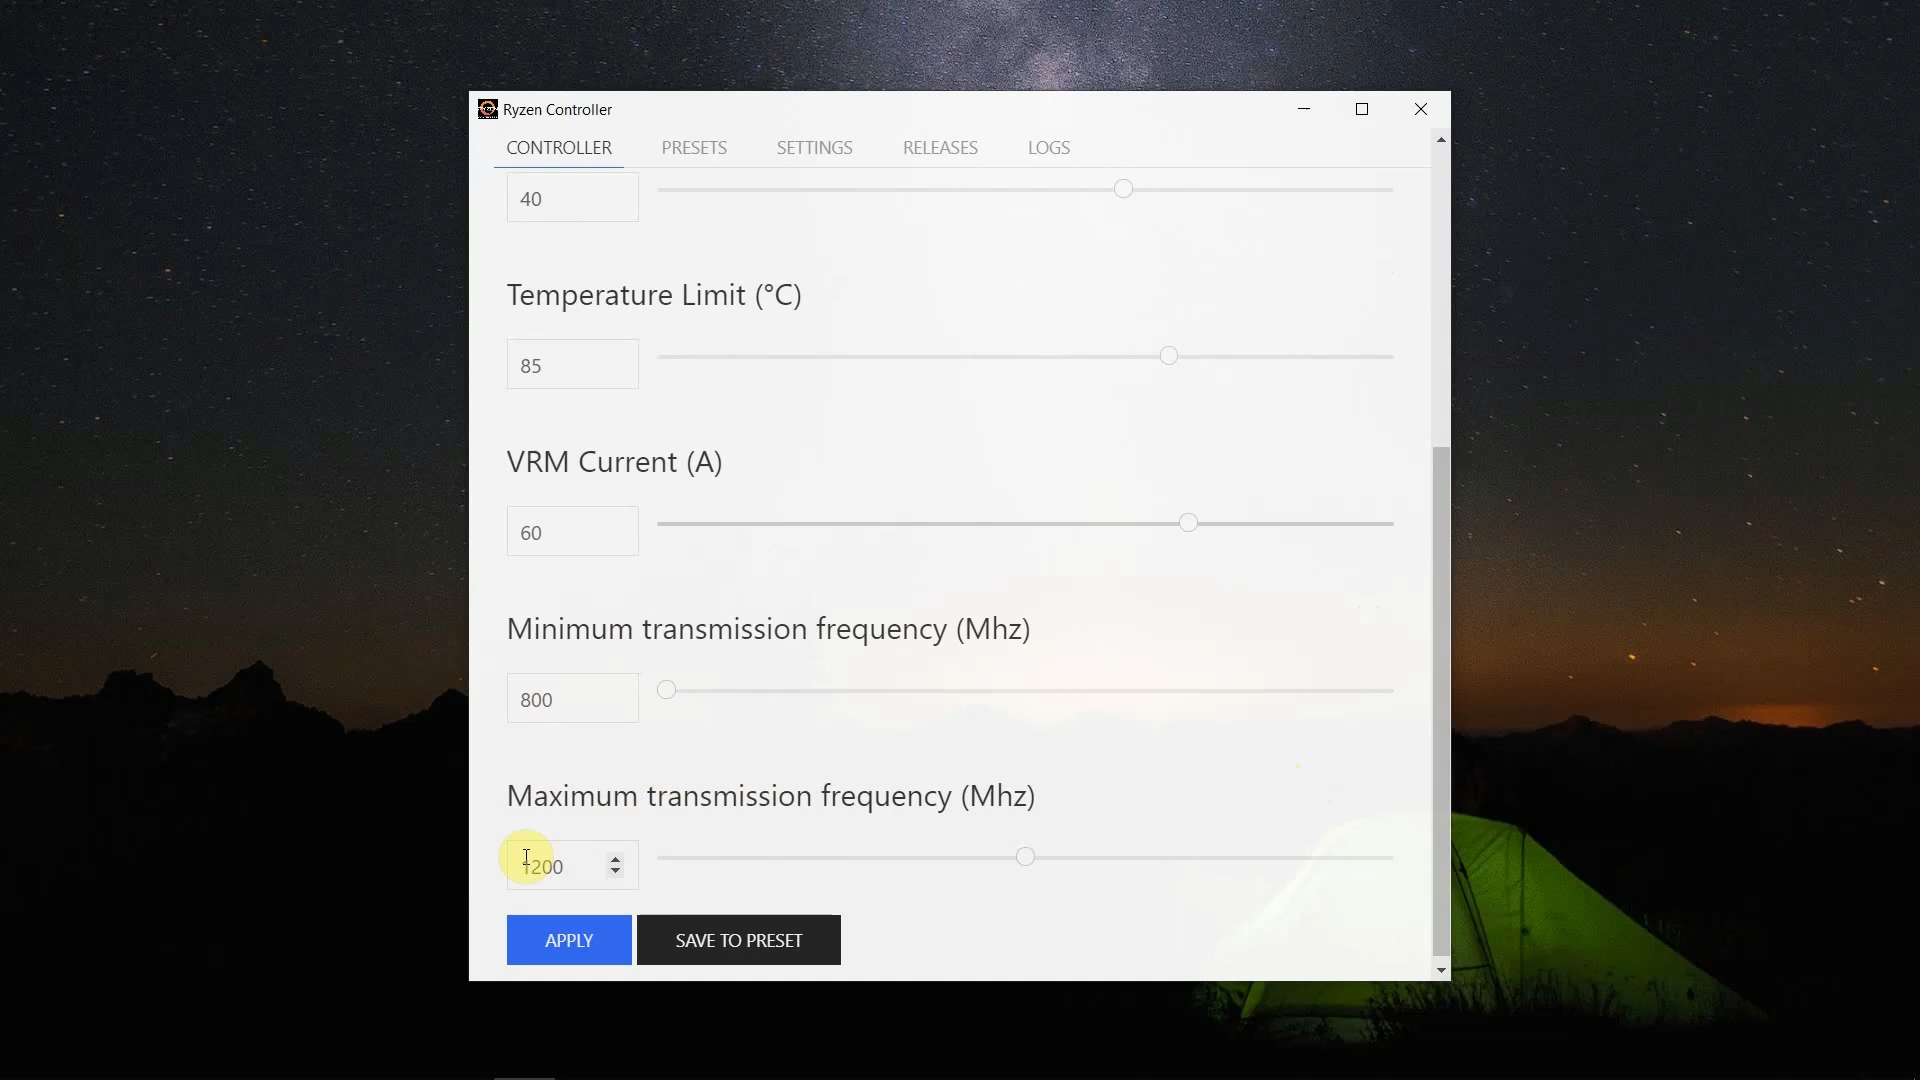 Ryzen Controller
CONTROLLER PRESETS SETTINGS RELEASES LOGS
40
Temperature Limit (°C)
85
VRM Current (A)
60
Minimum transmission frequency (Mhz)
800
Maximum transmission frequency (Mhz)
1200
APPLY SAVE TO PRESET